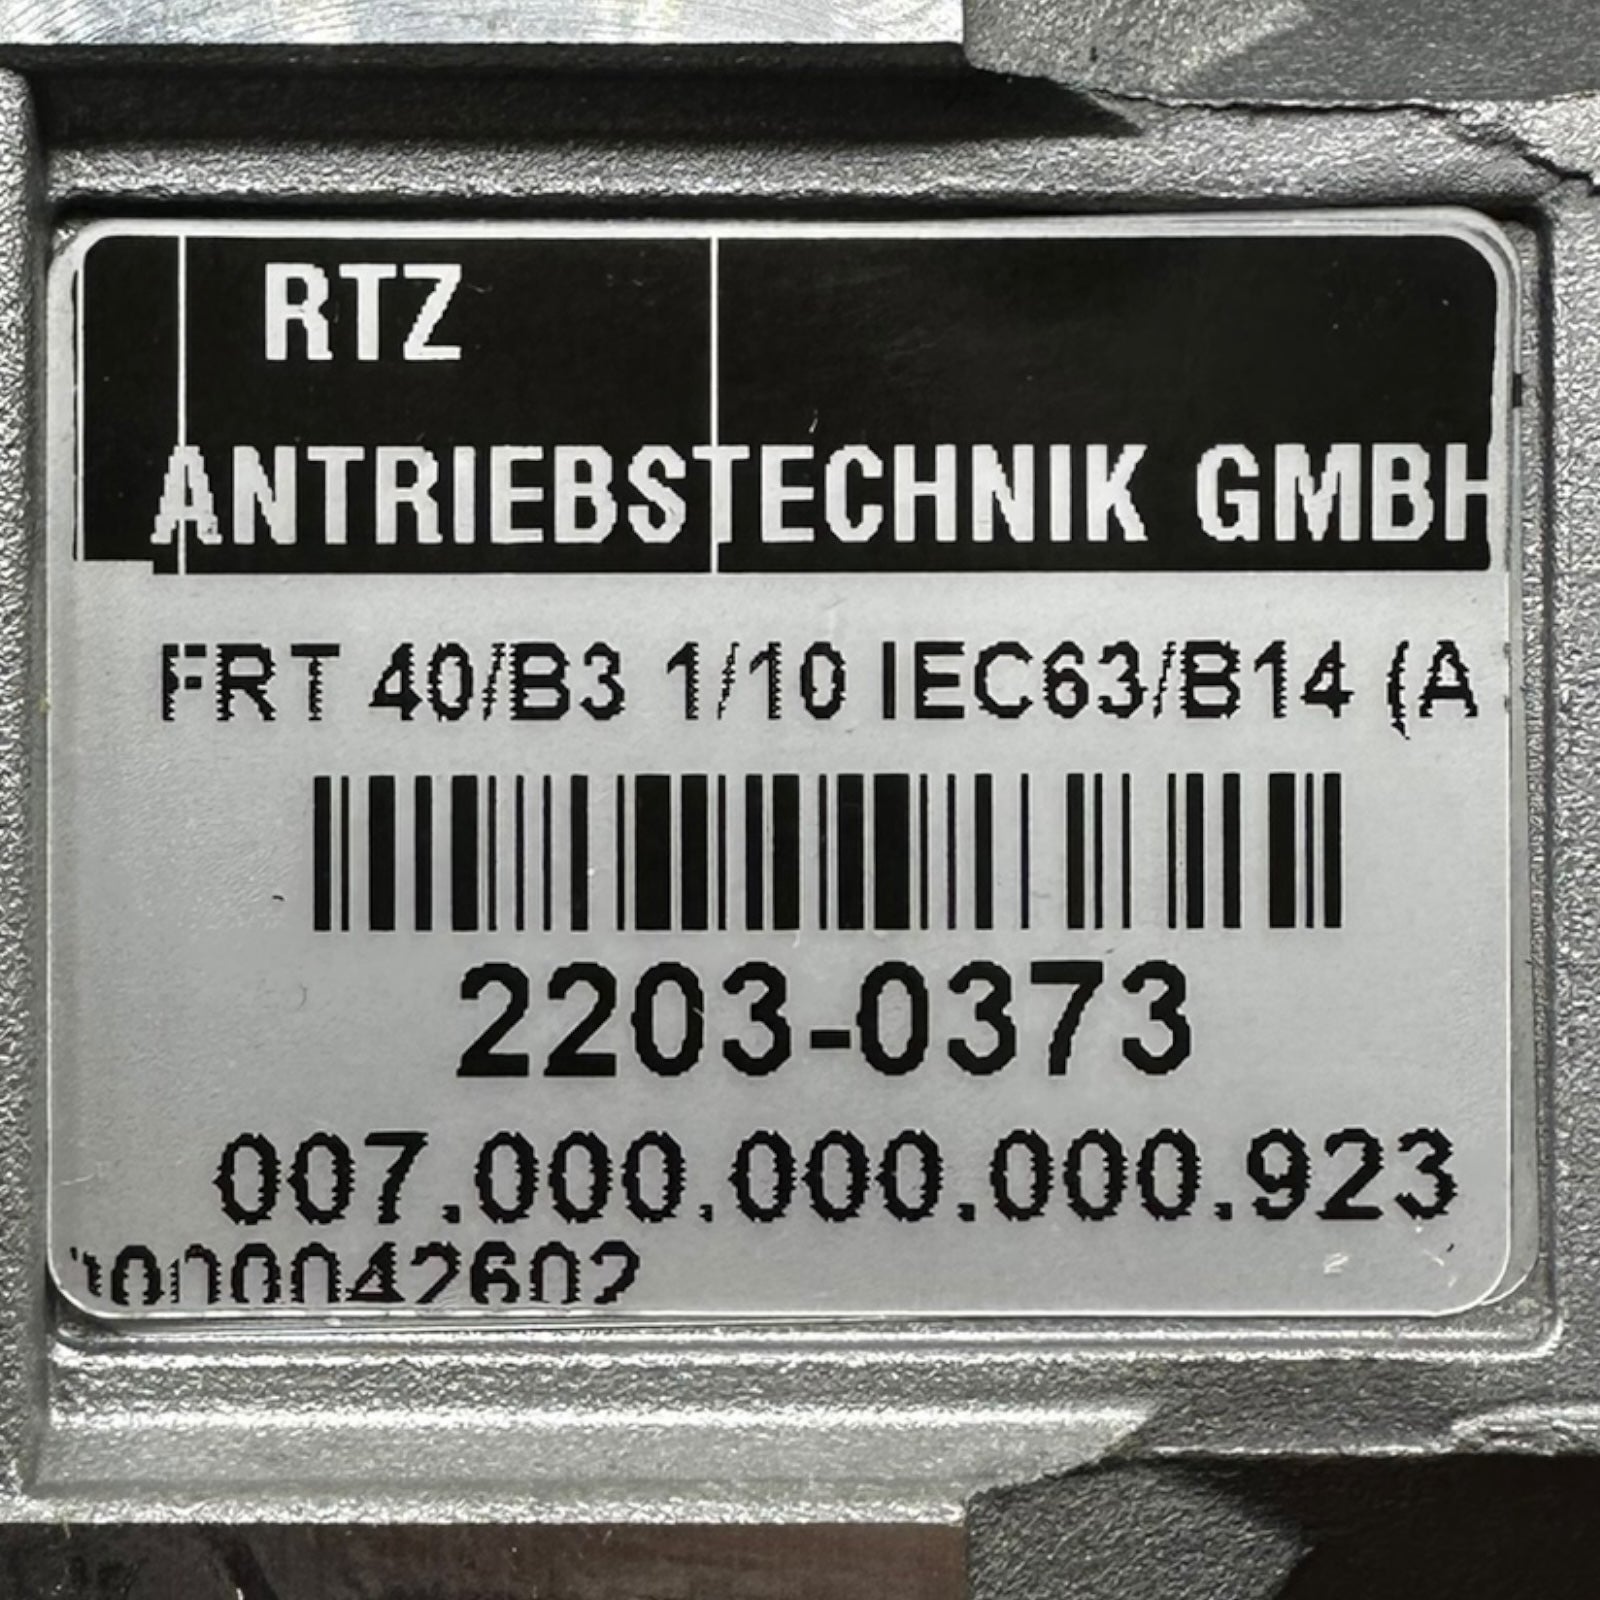 RTZ
ANTRIEBSTECHNIK GMBH
FRT 40/B3 1/10 IEC63/B14 (A
2203-0373
007.000.000.000.923